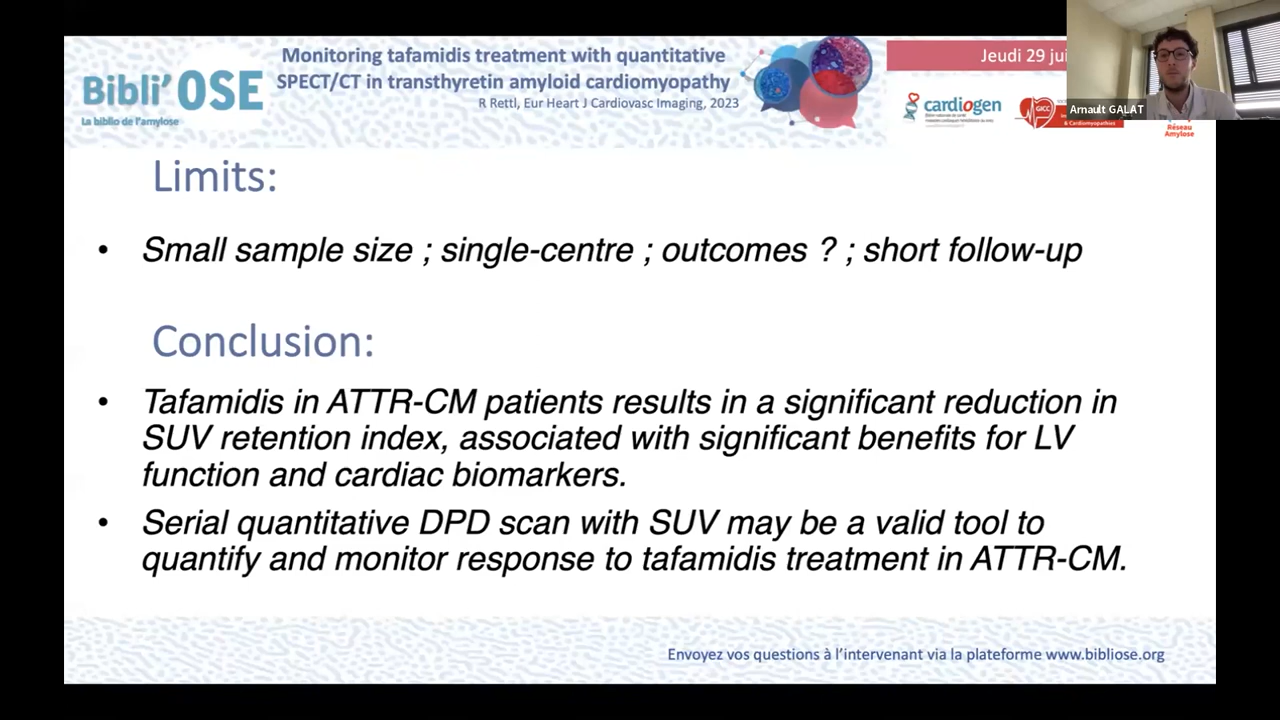 Monitoring tafamidis treatment with quantitative
SPECT/CT in transthyretin amyloid cardiomyopathy
R Rettl, Eur Heart J Cardiovasc Imaging, 2023
Bibli'OSE
La biblio de l'amylose
Jeudi 29 jui
cardiogen
GICC
& Cardiomyopathies
Réseau
Amylose
Arnault GALAT
Limits:
• Small sample size ; single-centre ; outcomes ? ; short follow-up
Conclusion:
• Tafamidis in ATTR-CM patients results in a significant reduction in
SUV retention index, associated with significant benefits for LV
function and cardiac biomarkers.
• Serial quantitative DPD scan with SUV may be a valid tool to
quantify and monitor response to tafamidis treatment in ATTR-CM.
Envoyez vos questions à l'intervenant via la plateforme www.bibliose.org